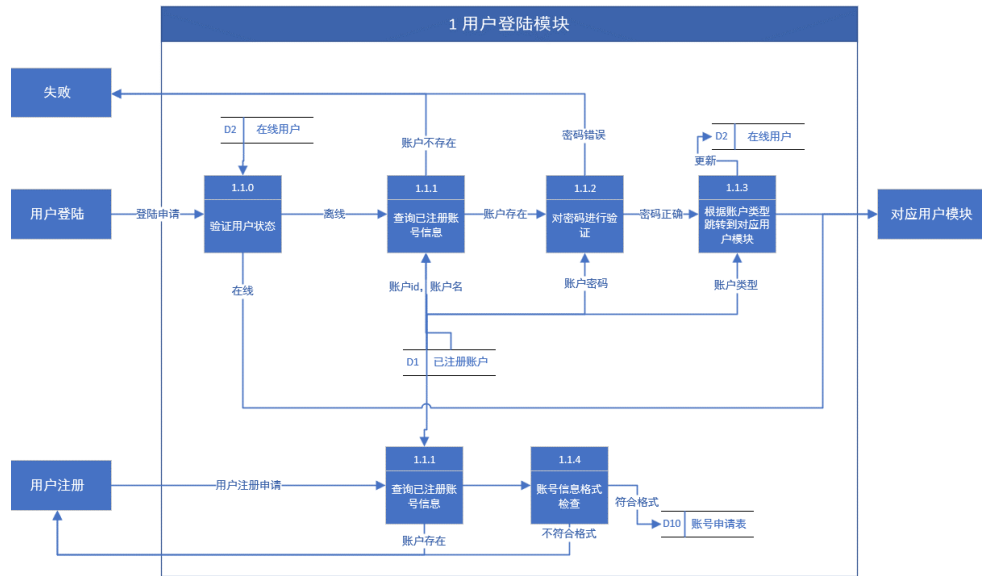 1 用户登陆模块
失败
D2 在线用户
账户不存在
密码错误
D2 在线用户
更新
用户登陆
登陆申请
1.1.0
验证用户状态
离线
1.1.1
查询已注册账
号信息
账户存在
1.1.2
对密码进行验
证
密码正确
1.1.3
根据账户类型
跳转到对应用
户模块
对应用户模块
在线
账户id，账户名
账户密码
账户类型
D1 已注册账户
用户注册
用户注册申请
1.1.1
查询已注册账
号信息
1.1.4
账号信息格式
检查
符合格式
D10 账号申请表
账户存在
不符合格式